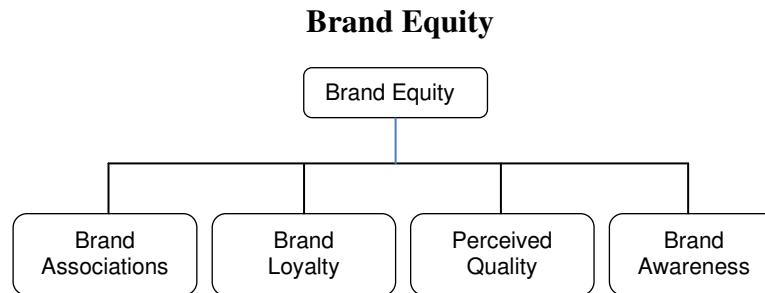 Brand Equity
Brand Equity
Brand
Associations
Brand
Loyalty
Perceived
Quality
Brand
Awareness